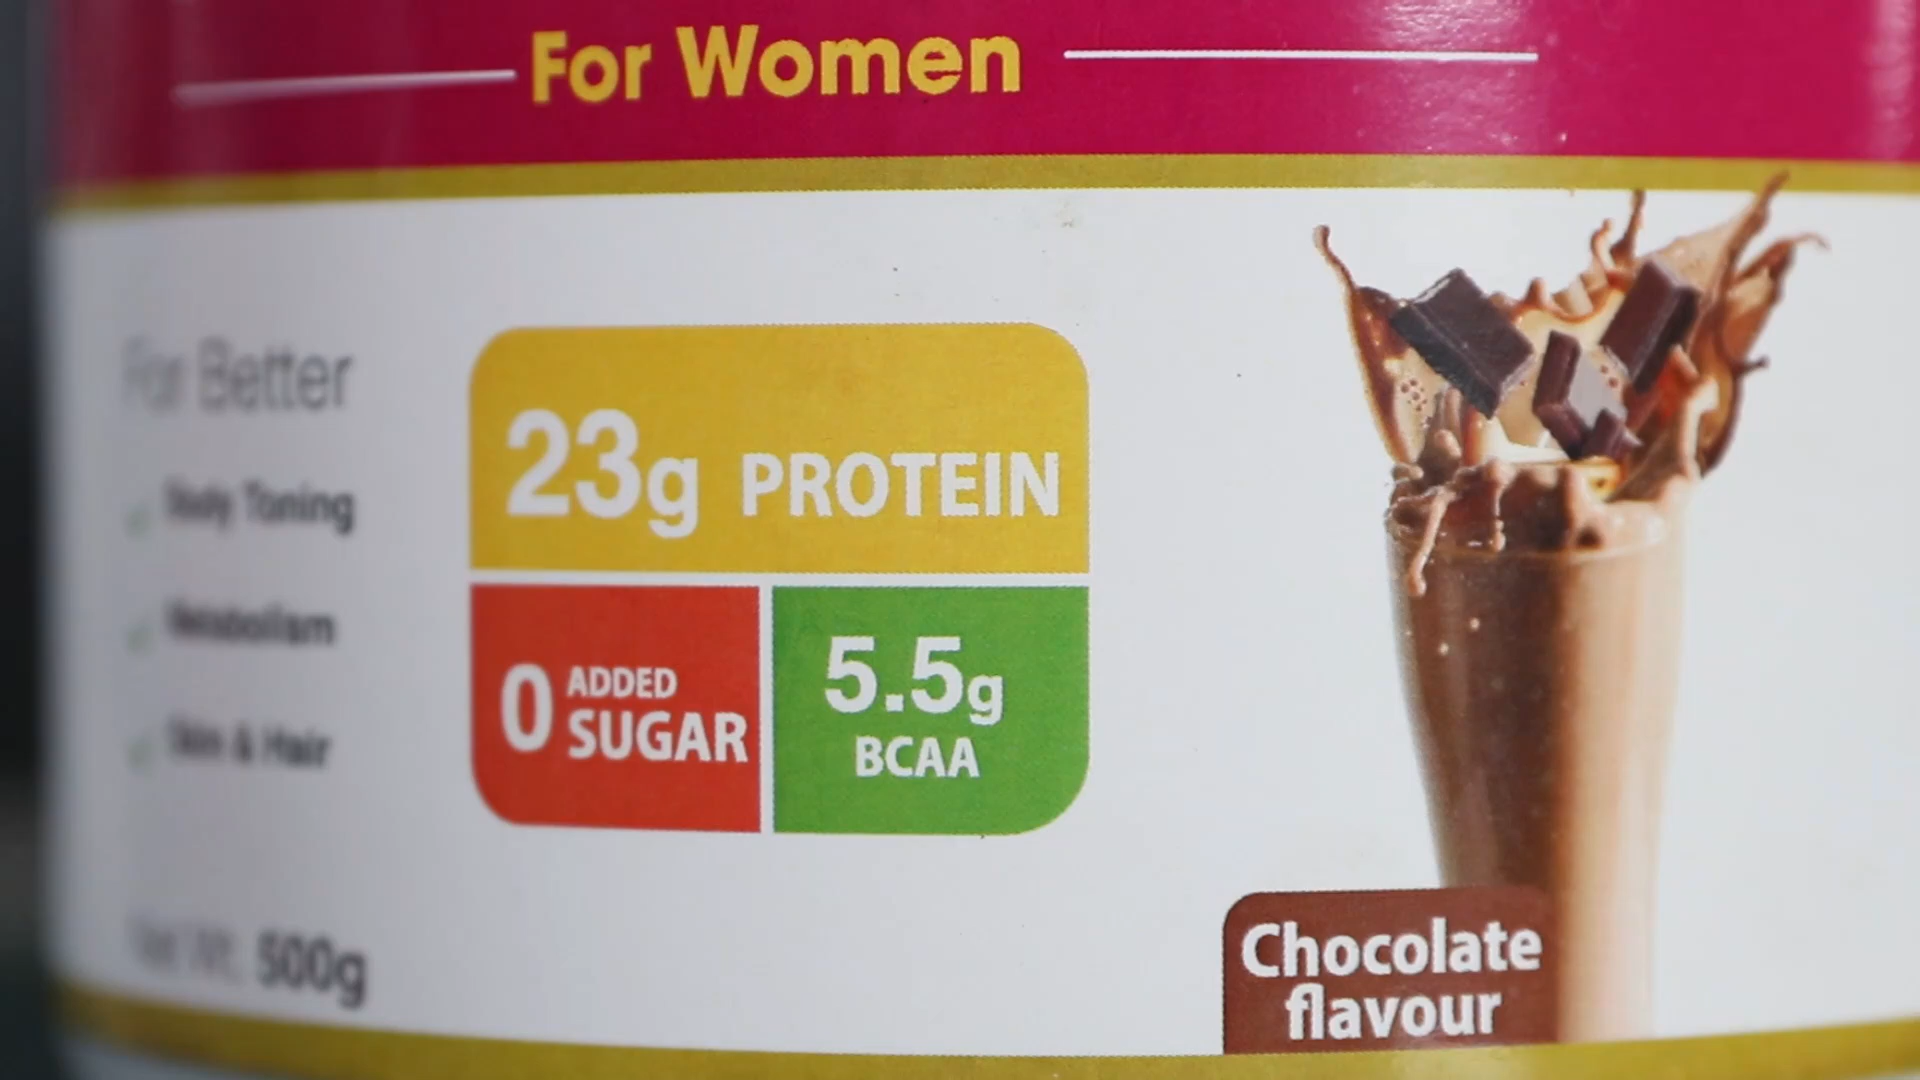 For Women
For Better
Body Toning
Metabolism
Skin & Hair
23g PROTEIN
0 ADDED
SUGAR
5.5g
BCAA
Net Wt. 500g
Chocolate
flavour